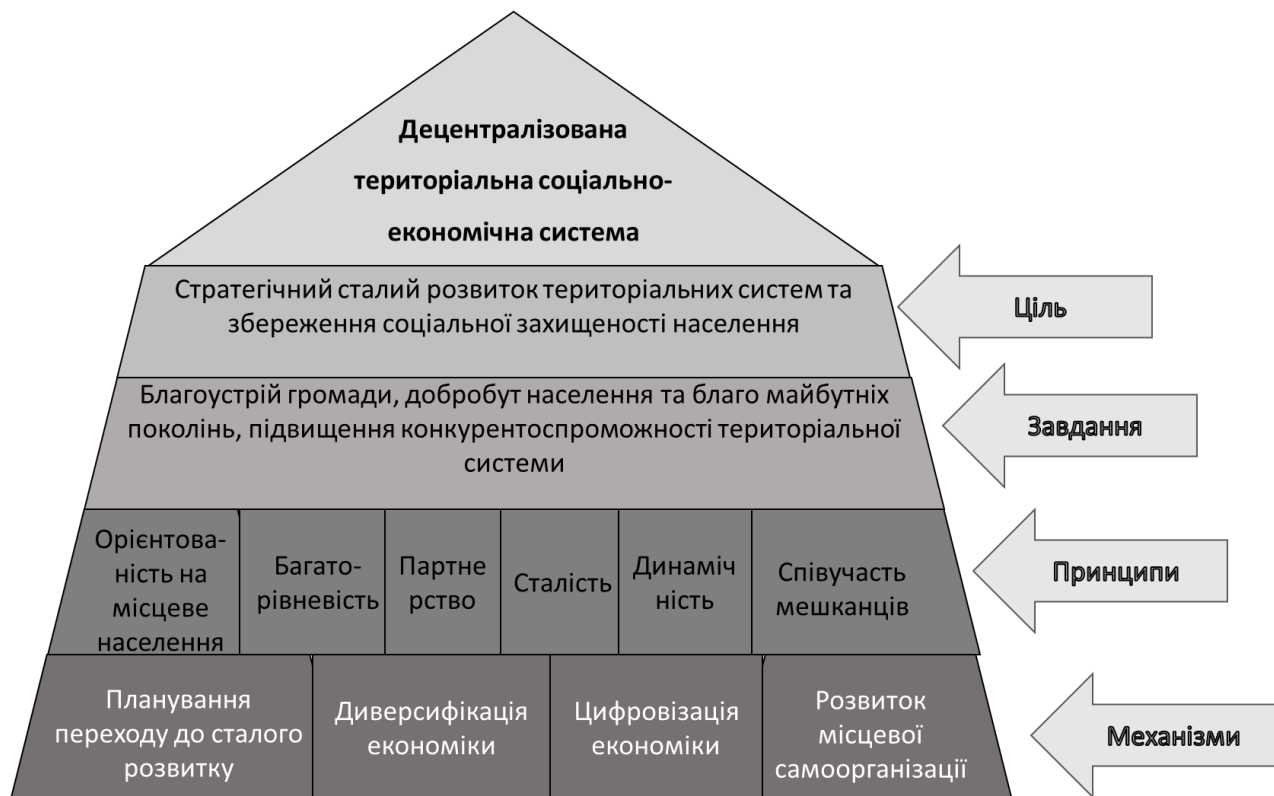 Децентралізована
територіальна соціально-
економічна система
Стратегічний сталий розвиток територіальних систем та
збереження соціальної захищеності населення
Ціль
Благоустрій громади, добробут населення та благо майбутніх
поколінь, підвищення конкурентоспроможності територіальної
системи
Завдання
Орієнтова-
ність на
місцеве
населення
Багато-
рівневість
Партне
рство
Сталість
Динаміч
ність
Співучасть
мешканців
Принципи
Планування
переходу до сталого
розвитку
Диверсифікація
економіки
Цифровізація
економіки
Розвиток
місцевої
самоорганізації
Механізми